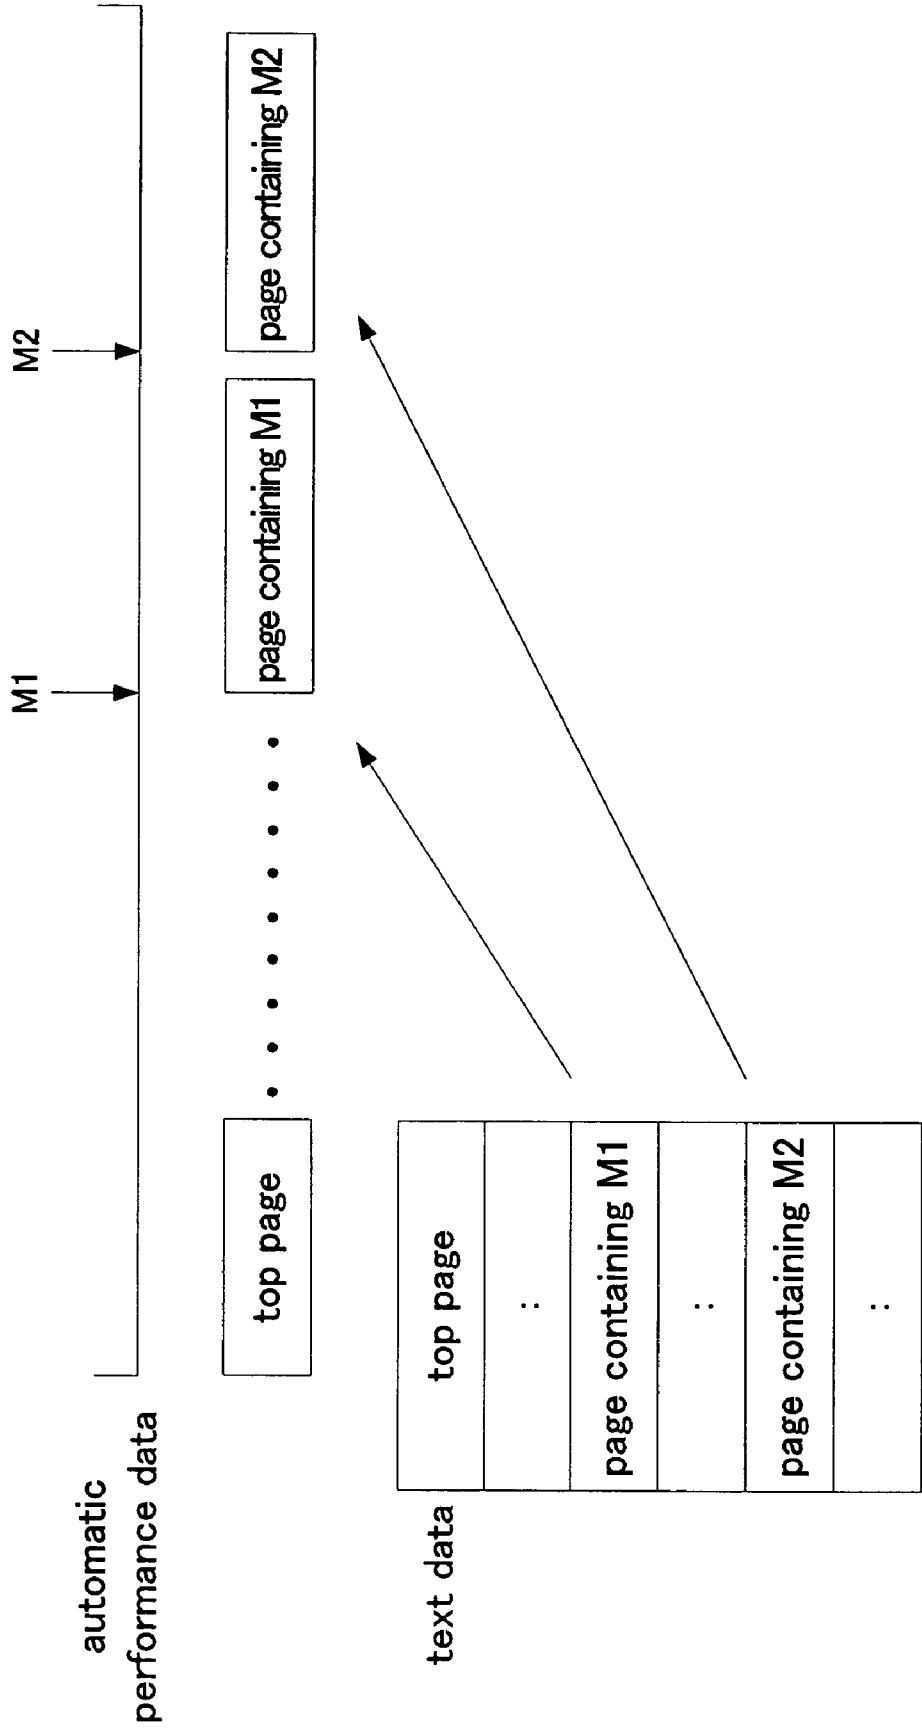 automatic
performance data
M1
M2
top page
• • • • • • • • •
page containing M1
page containing M2
text data
top page
:
page containing M1
:
page containing M2
: